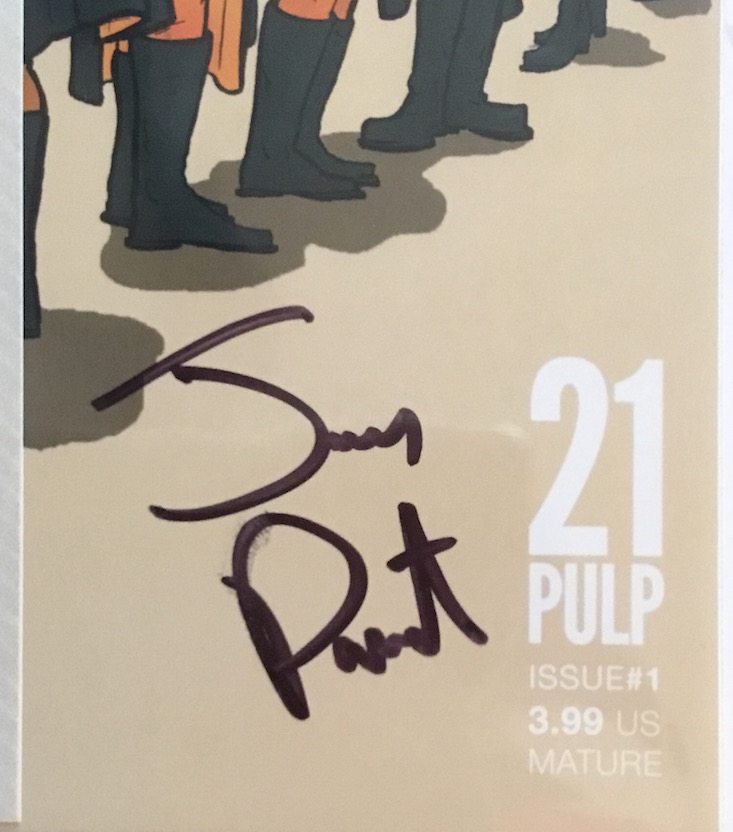 21
PULP
ISSUE#1
3.99 US
MATURE